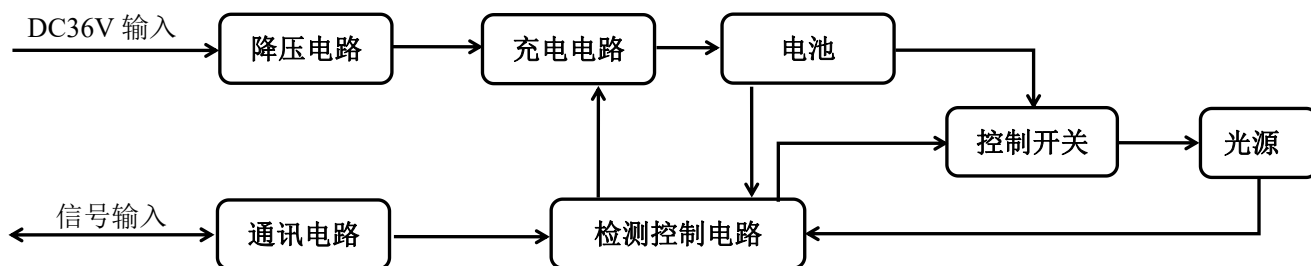 DC36V 输入
降压电路
充电电路
电池
控制开关
光源
信号输入
通讯电路
检测控制电路